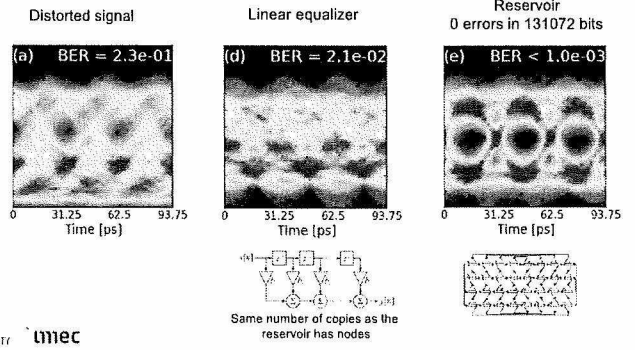 Distorted signal
Linear equalizer
Reservoir
0 errors in 131072 bits
(a) BER = 2.3e-01
(d) BER = 2.1e-02
(e) BER < 1.0e-03
0 31.25 62.5 93.75
0 31.25 62.5 93.75
0 31.25 62.5 93.75
Time [ps]
Time [ps]
Time [ps]
Same number of copies as the
reservoir has nodes
imec